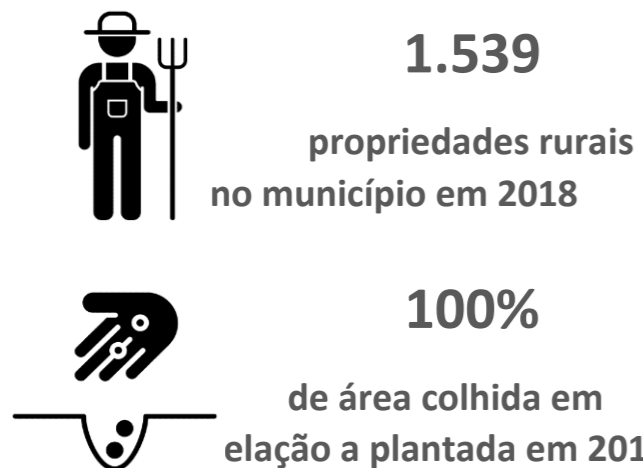 1.539
propriedades rurais
no município em 2018
100%
de área colhida em
elação a plantada em 201